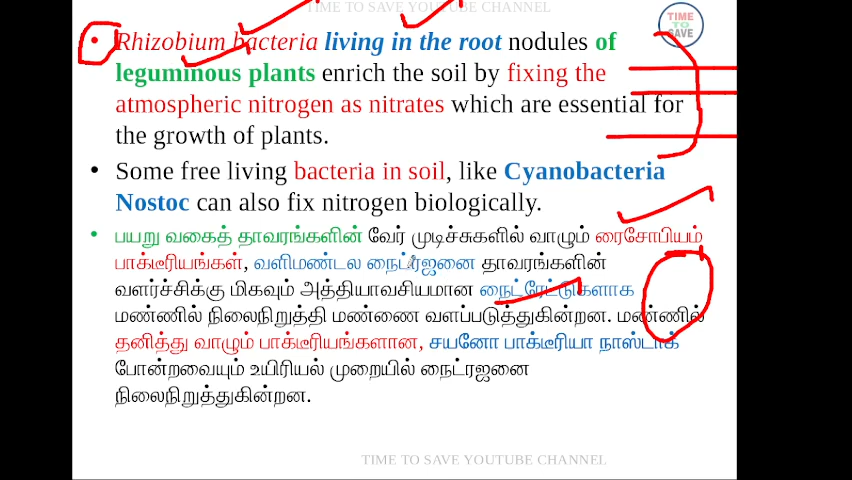 TIME TO SAVE YOUTUBE CHANNEL
TIME
TO
SAVE
• Rhizobium bacteria living in the root nodules of
leguminous plants enrich the soil by fixing the
atmospheric nitrogen as nitrates which are essential for
the growth of plants.
• Some free living bacteria in soil, like Cyanobacteria
Nostoc can also fix nitrogen biologically.
• பயறு வகைத் தாவரங்களின் வேர் முடிச்சுகளில் வாழும் ரைசோபியம்
பாக்டீரியங்கள், வளிமண்டல நைட்ரஜனை தாவரங்களின்
வளர்ச்சிக்கு மிகவும் அத்தியாவசியமான நைட்ரேட்டுகளாக
மண்ணில் நிலைநிறுத்தி மண்ணை வளப்படுத்துகின்றன. மண்ணில்
தனித்து வாழும் பாக்டீரியங்களான, சயனோ பாக்டீரியா நாஸ்டாக்
போன்றவையும் உயிரியல் முறையில் நைட்ரஜனை
நிலைநிறுத்துகின்றன.
TIME TO SAVE YOUTUBE CHANNEL